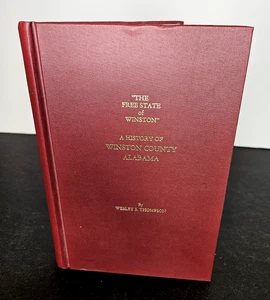 "THE
FREE STATE
of
WINSTON"
A HISTORY OF
WINSTON COUNTY
ALABAMA
By
WESLEY S. THOMPSON